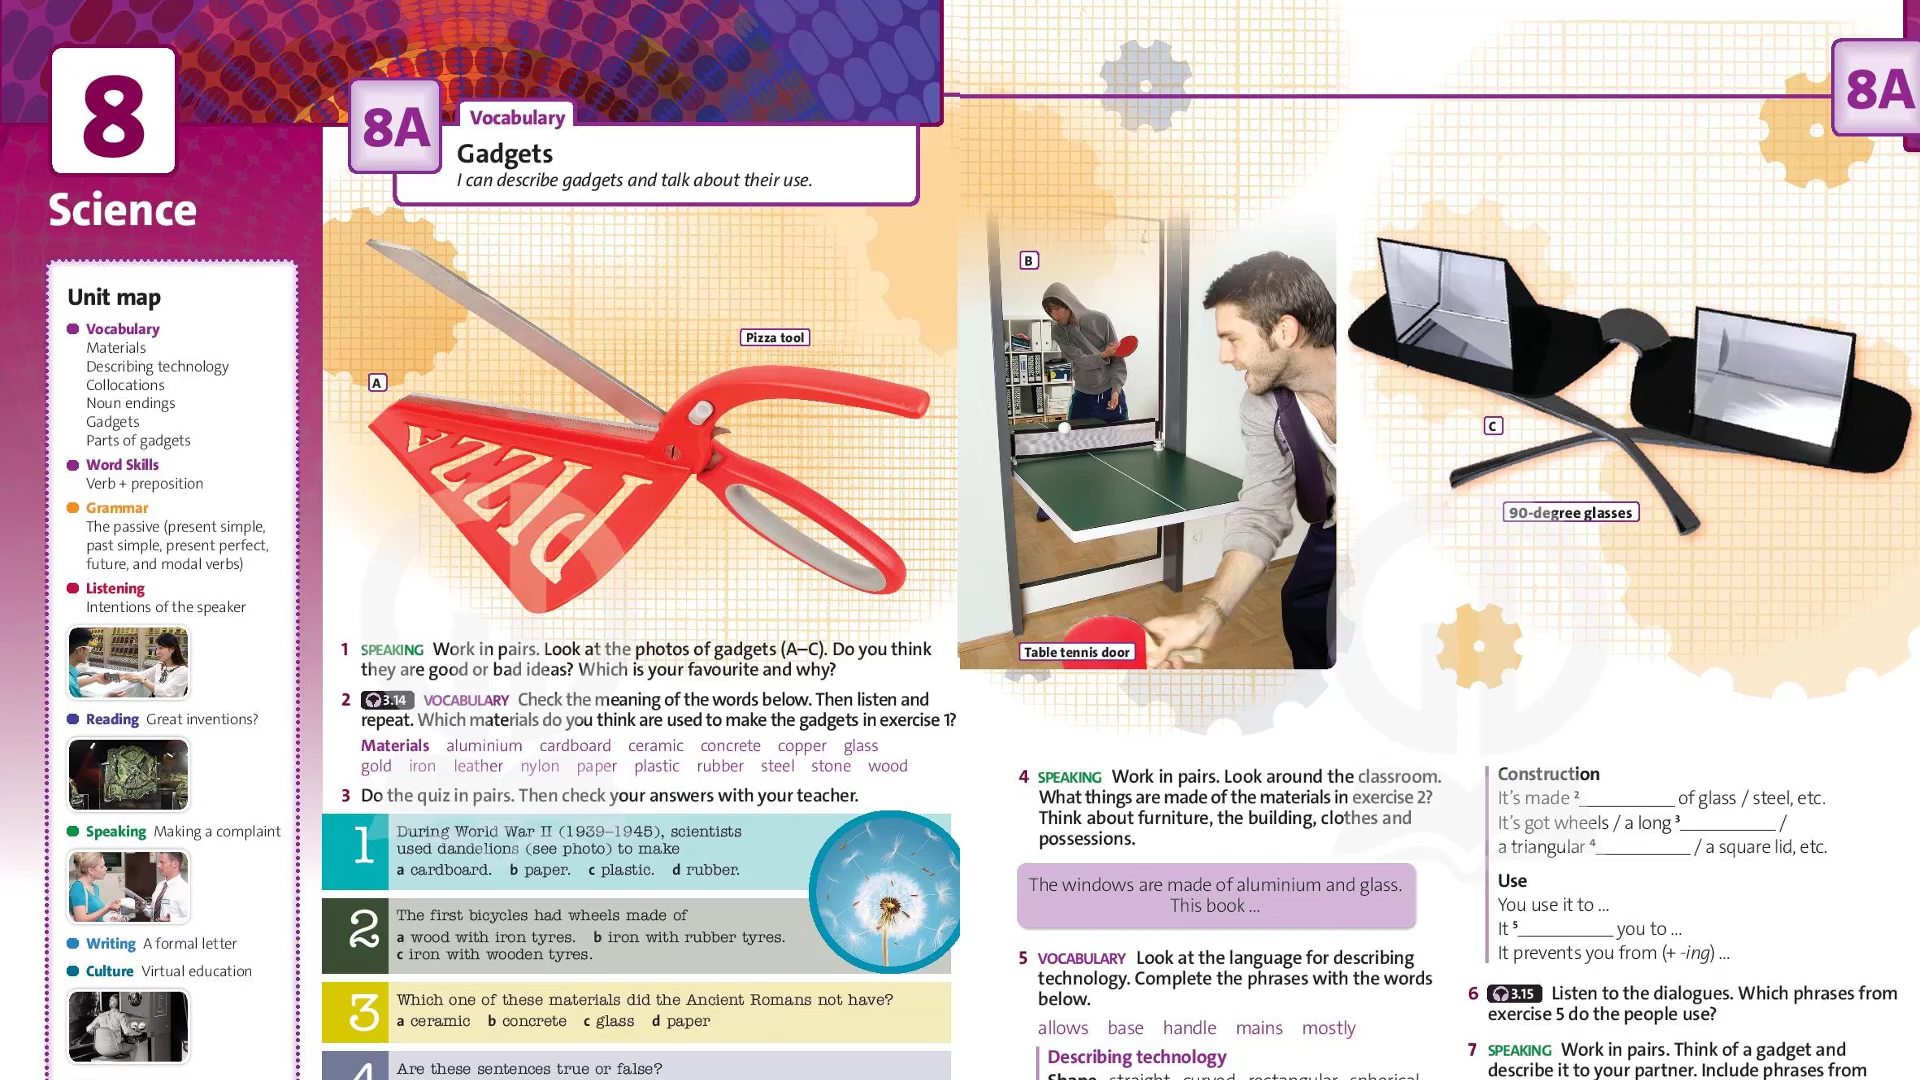 8
Science
Unit map
Vocabulary
Materials
Describing technology
Collocations
Noun endings
Gadgets
Parts of gadgets
Word Skills
Verb + preposition
Grammar
The passive (present simple,
past simple, present perfect,
future, and modal verbs)
Listening
Intentions of the speaker
Reading Great inventions?
Speaking Making a complaint
Writing A formal letter
Culture Virtual education
8A
Vocabulary
Gadgets
I can describe gadgets and talk about their use.
A
Pizza tool
PIZZA
1 SPEAKING Work in pairs. Look at the photos of gadgets (A–C). Do you think
they are good or bad ideas? Which is your favourite and why?
2 3.14 VOCABULARY Check the meaning of the words below. Then listen and
repeat. Which materials do you think are used to make the gadgets in exercise 1?
Materials aluminium cardboard ceramic concrete copper glass
gold iron leather nylon paper plastic rubber steel stone wood
3 Do the quiz in pairs. Then check your answers with your teacher.
1 During World War II (1939–1945), scientists
used dandelions (see photo) to make
a cardboard. b paper. c plastic. d rubber.
2 The first bicycles had wheels made of
a wood with iron tyres. b iron with rubber tyres.
c iron with wooden tyres.
3 Which one of these materials did the Ancient Romans not have?
a ceramic b concrete c glass d paper
4 Are these sentences true or false?
8A
B
Table tennis door
C
90-degree glasses
4 SPEAKING Work in pairs. Look around the classroom.
What things are made of the materials in exercise 2?
Think about furniture, the building, clothes and
possessions.
The windows are made of aluminium and glass.
This book ...
5 VOCABULARY Look at the language for describing
technology. Complete the phrases with the words
below.
allows base handle mains mostly
Describing technology
Shape straight curved rectangular spherical
Construction
It's made ²__________ of glass / steel, etc.
It's got wheels / a long ³__________ /
a triangular ⁴__________ / a square lid, etc.
Use
You use it to ...
It ⁵__________ you to ...
It prevents you from (+ -ing) ...
6 3.15 Listen to the dialogues. Which phrases from
exercise 5 do the people use?
7 SPEAKING Work in pairs. Think of a gadget and
describe it to your partner. Include phrases from